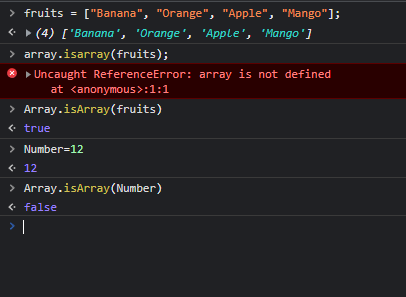 fruits = ["Banana", "Orange", "Apple", "Mango"];
(4) ['Banana', 'Orange', 'Apple', 'Mango']
array.isarray(fruits);
Uncaught ReferenceError: array is not defined
at <anonymous>:1:1
Array.isArray(fruits)
true
Number=12
12
Array.isArray(Number)
false